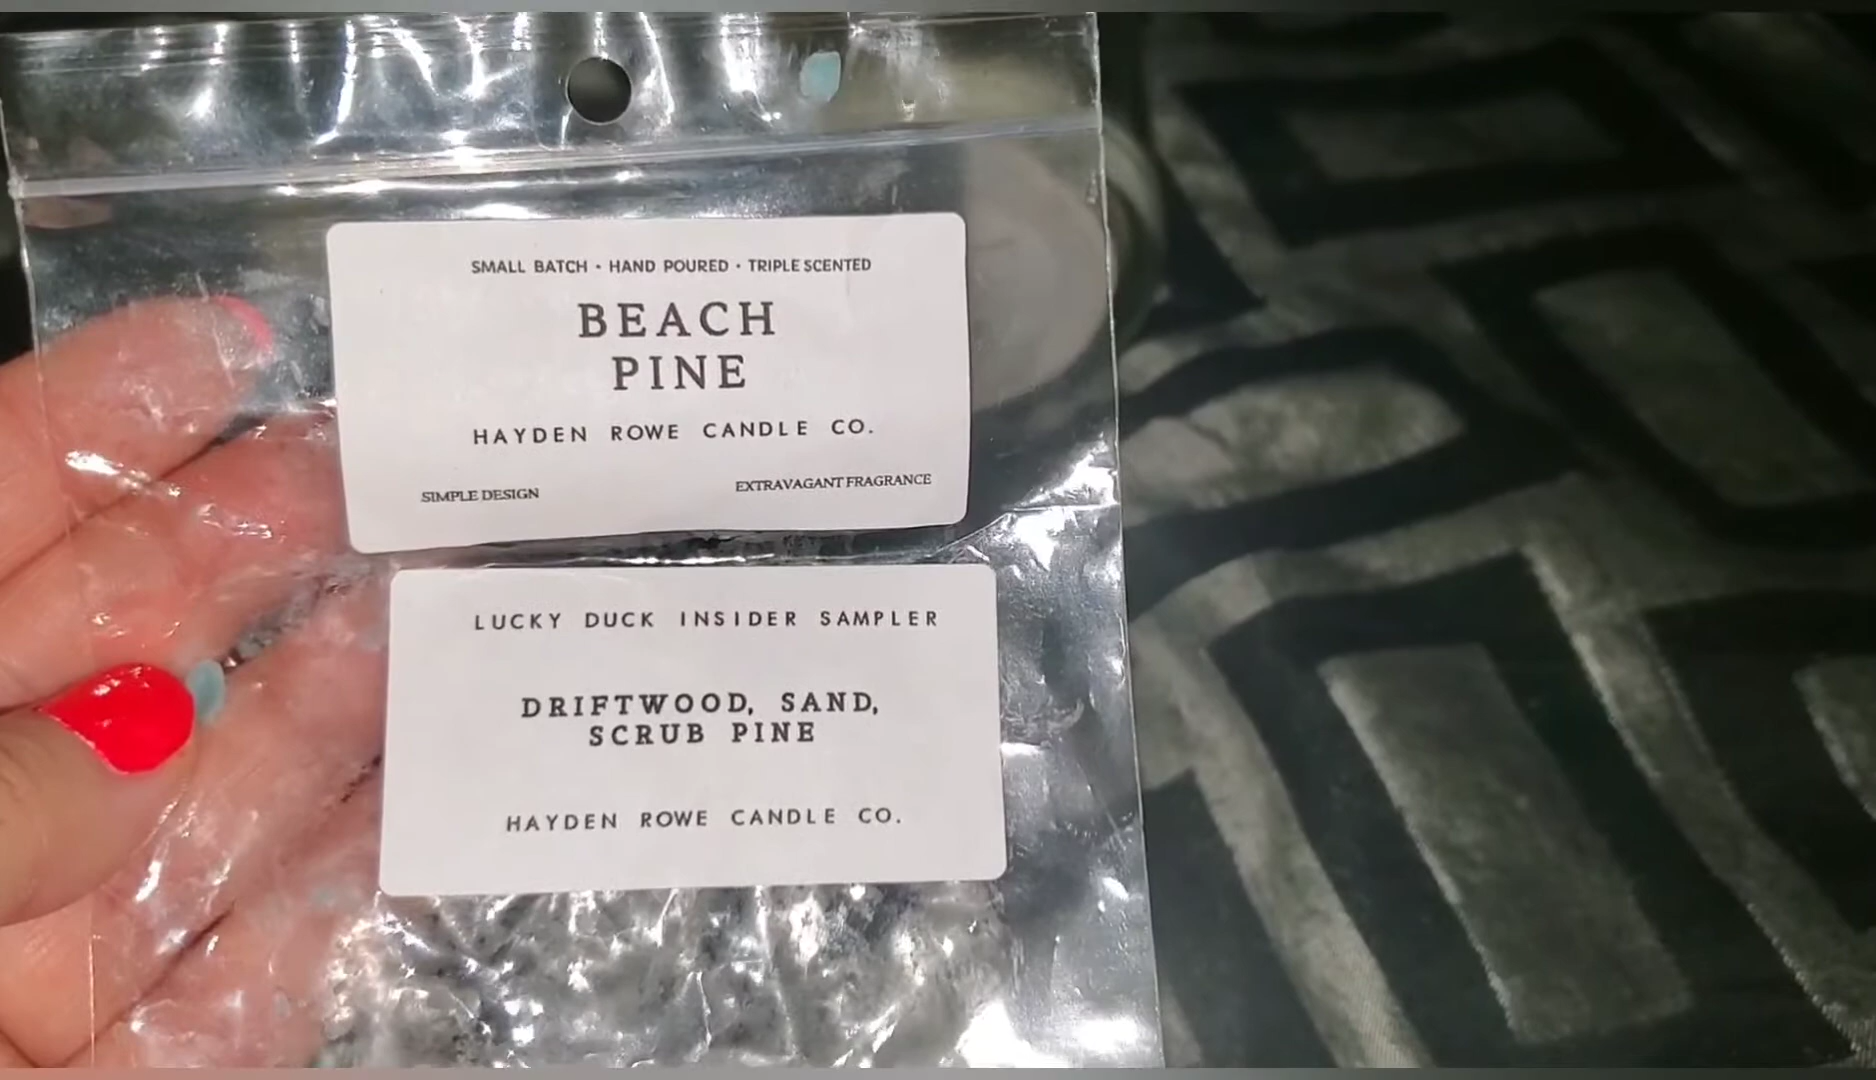 SMALL BATCH • HAND POURED • TRIPLE SCENTED
BEACH
PINE
HAYDEN ROWE CANDLE CO.
SIMPLE DESIGN EXTRAVAGANT FRAGRANCE
LUCKY DUCK INSIDER SAMPLER
DRIFTWOOD, SAND,
SCRUB PINE
HAYDEN ROWE CANDLE CO.